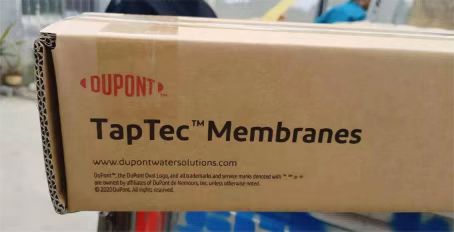 DUPONT™
TapTec™ Membranes
www.dupontwatersolutions.com
DuPont™, the DuPont Oval Logo, and all trademarks and service marks denoted with ™ ℠ or ®
are owned by affiliates of DuPont de Nemours, Inc. unless otherwise noted.
© 2020 DuPont. All rights reserved.